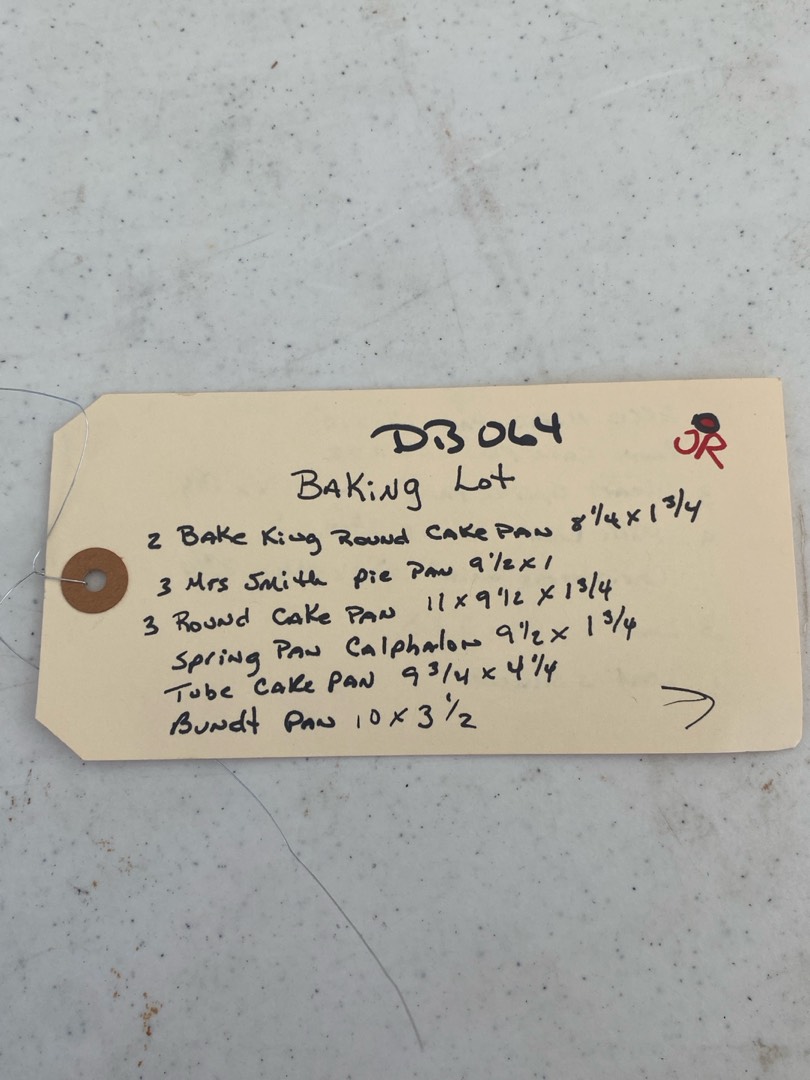 DB064
JR
Baking Lot
2 Bake King Round Cake Pan 8 1/4 x 1 3/4
3 Mrs Smith Pie Pan 9 1/2 x 1
3 Round Cake Pan 11 x 9 1/2 x 1 3/4
Spring Pan Calphalon 9 1/2 x 1 3/4
Tube Cake Pan 9 3/4 x 4 1/4
Bundt Pan 10 x 3 1/2